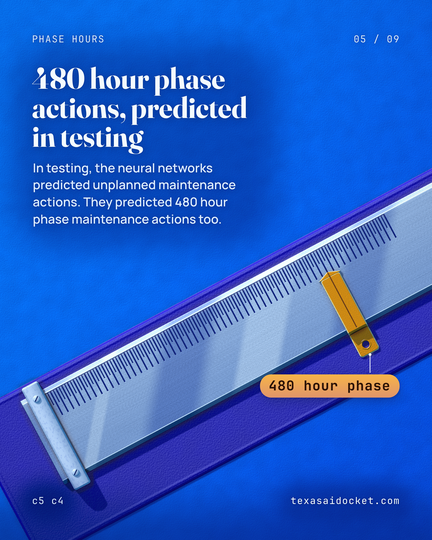 PHASE HOURS
05 / 09
480 hour phase
actions, predicted
in testing
In testing, the neural networks
predicted unplanned maintenance
actions. They predicted 480 hour
phase maintenance actions too.
480 hour phase
c5 c4
texasaidocket.com